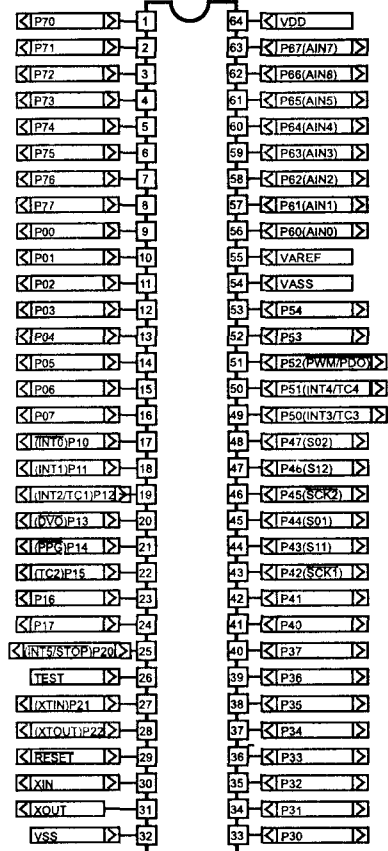 P70 1 64 VDD
P71 2 63 P67(AIN7)
P72 3 62 P66(AIN8)
P73 4 61 P65(AIN5)
P74 5 60 P64(AIN4)
P75 6 59 P63(AIN3)
P76 7 58 P62(AIN2)
P77 8 57 P61(AIN1)
P00 9 56 P60(AIN0)
P01 10 55 VAREF
P02 11 54 VASS
P03 12 53 P54
P04 13 52 P53
P05 14 51 P52(PWM/PDO)
P06 15 50 P51(INT4/TC4
P07 16 49 P50(INT3/TC3
(INT0)P10 17 48 P47(S02)
(INT1)P11 18 47 P46(S12)
(INT2/TC1)P12 19 46 P45(SCK2)
(DVO)P13 20 45 P44(S01)
(PPG)P14 21 44 P43(S11)
(TC2)P15 22 43 P42(SCK1)
P16 23 42 P41
P17 24 41 P40
(INT5/STOP)P20 25 40 P37
TEST 26 39 P36
(XTIN)P21 27 38 P35
(XTOUT)P22 28 37 P34
RESET 29 36 P33
XIN 30 35 P32
XOUT 31 34 P31
VSS 32 33 P30